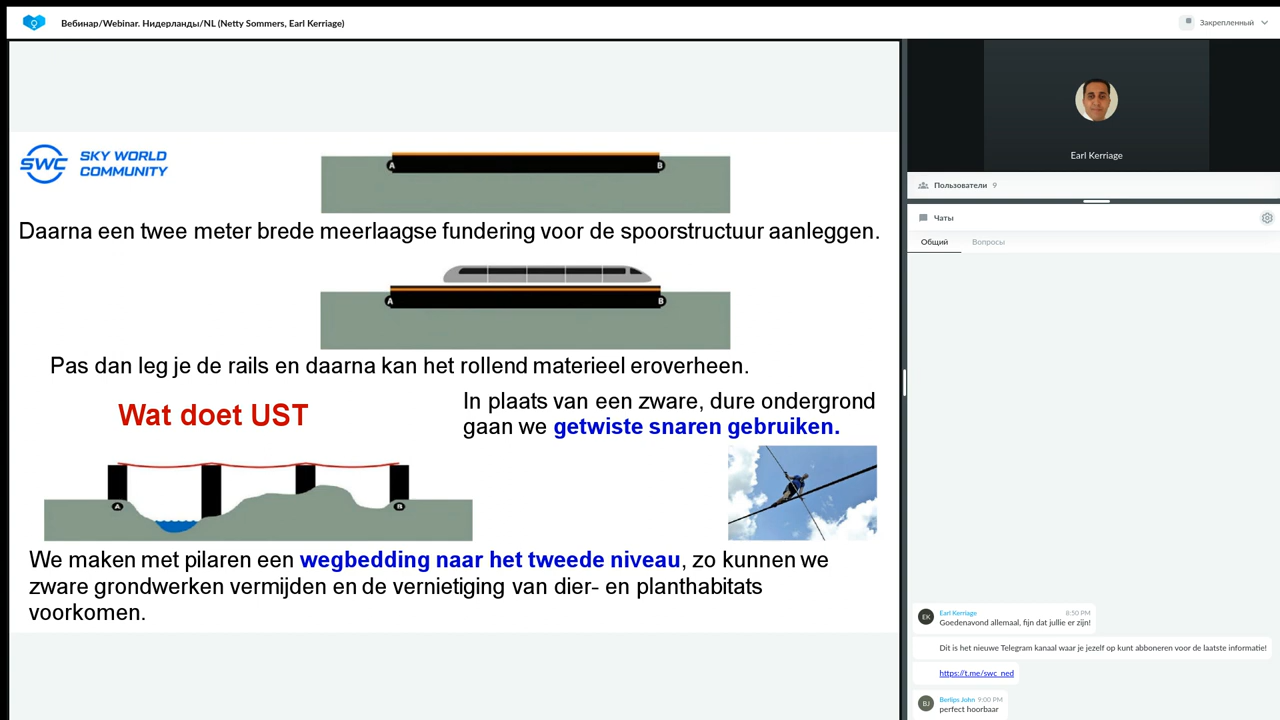 Вебинар/Webinar. Нидерланды/NL (Netty Sommers, Earl Kerriage)
Закрепленный
SWC SKY WORLD
COMMUNITY
A B
Daarna een twee meter brede meerlaagse fundering voor de spoorstructuur aanleggen.
A B
Pas dan leg je de rails en daarna kan het rollend materieel eroverheen.
Wat doet UST
In plaats van een zware, dure ondergrond
gaan we getwiste snaren gebruiken.
A B
We maken met pilaren een wegbedding naar het tweede niveau, zo kunnen we
zware grondwerken vermijden en de vernietiging van dier- en planthabitats
voorkomen.
Earl Kerriage
Пользователи 9
Чаты
Общий Вопросы
EK Earl Kerriage 8:50 PM
Goedenavond allemaal, fijn dat jullie er zijn!
Dit is het nieuwe Telegram kanaal waar je jezelf op kunt abboneren voor de laatste informatie!
https://t.me/swc_ned
BJ Berlips John 9:00 PM
perfect hoorbaar